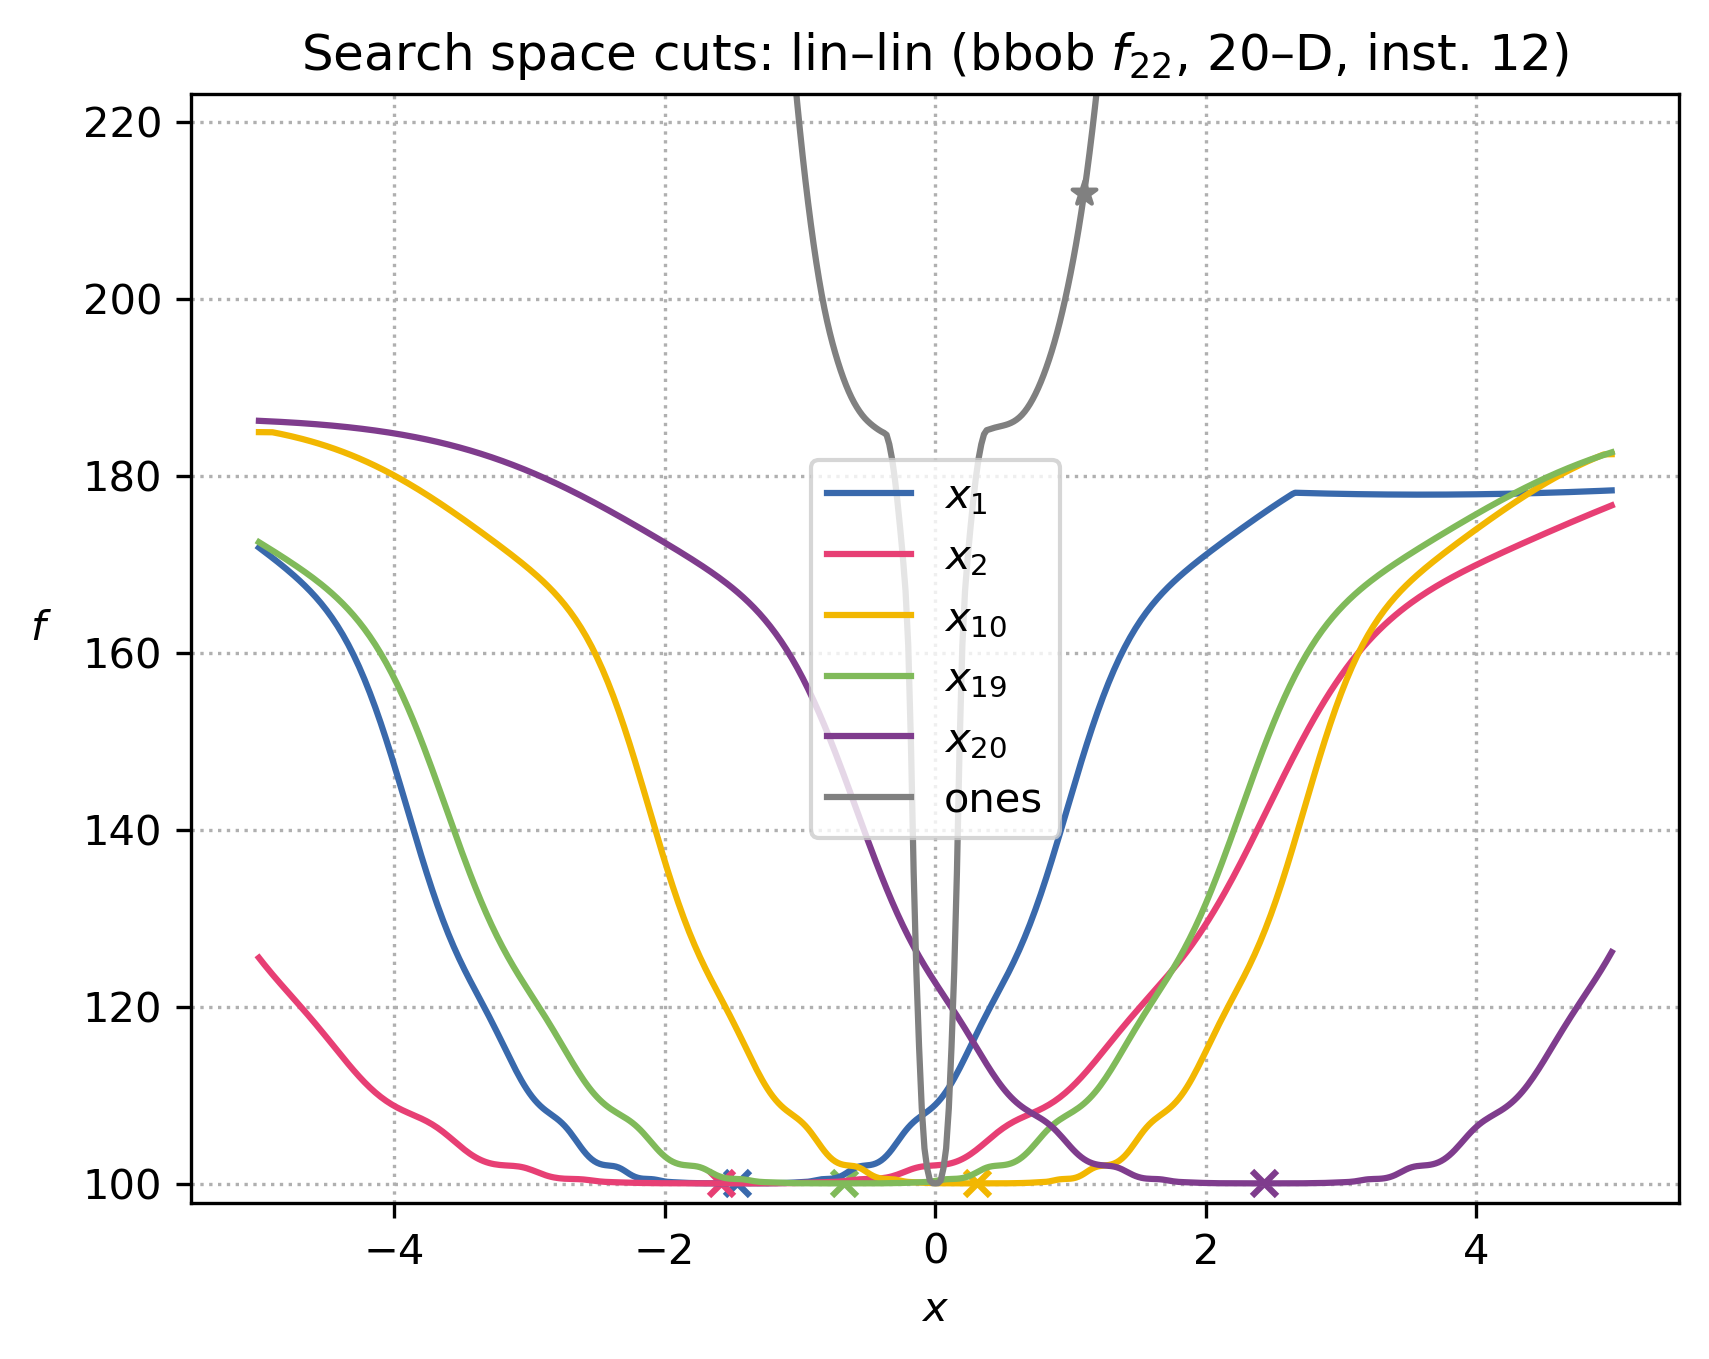 Search space cuts: lin–lin (bbob f₂₂, 20–D, inst. 12)
220
200
180
160
140
120
100
f
x₁
x₂
x₁₀
x₁₉
x₂₀
ones
−4 −2 0 2 4
x